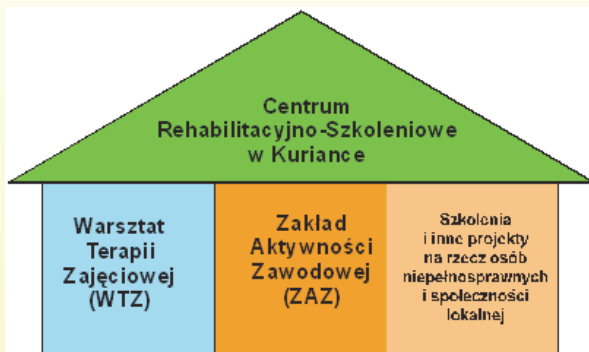 Centrum
Rehabilitacyjno-Szkoleniowe
w Kuriance
Warsztat
Terapii
Zajęciowej
(WTZ)
Zakład
Aktywności
Zawodowej
(ZAZ)
Szkolenia
i inne projekty
na rzecz osób
niepełnosprawnych
i społeczności
lokalnej